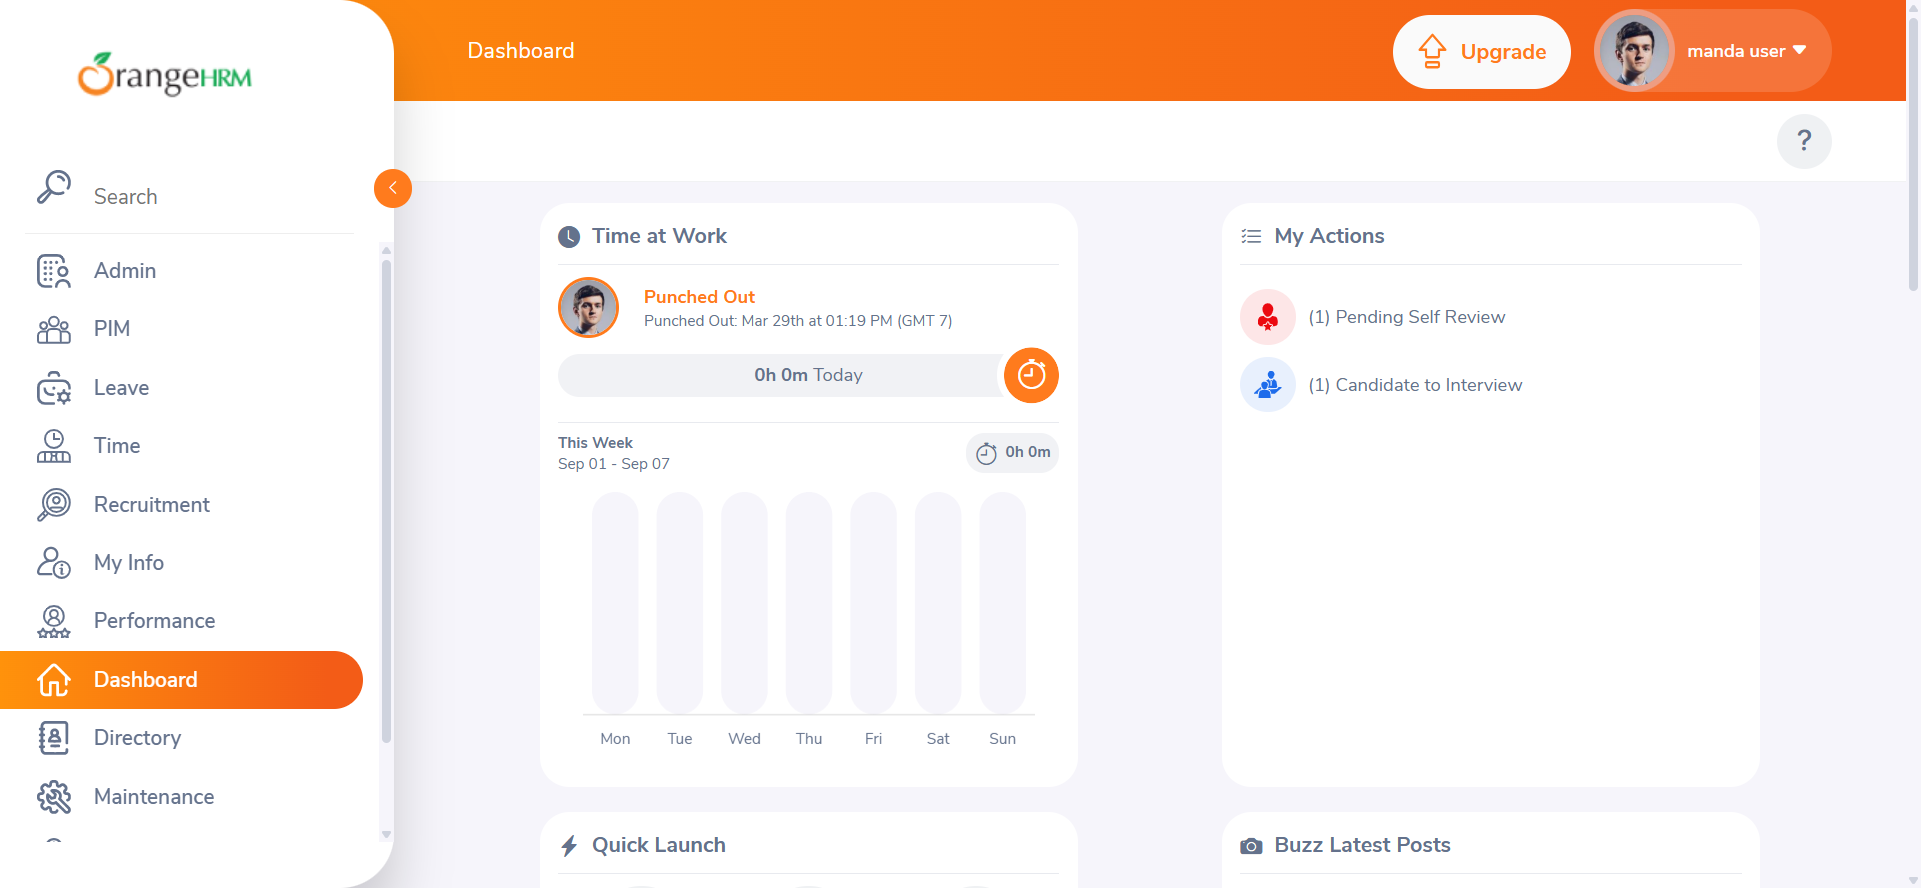 OrangeHRM
Search
Admin
PIM
Leave
Time
Recruitment
My Info
Performance
Dashboard
Directory
Maintenance
Dashboard
Upgrade
manda user
?
Time at Work
Punched Out
Punched Out: Mar 29th at 01:19 PM (GMT 7)
0h 0m Today
This Week
Sep 01 - Sep 07
0h 0m
Mon Tue Wed Thu Fri Sat Sun
My Actions
(1) Pending Self Review
(1) Candidate to Interview
Quick Launch
Buzz Latest Posts